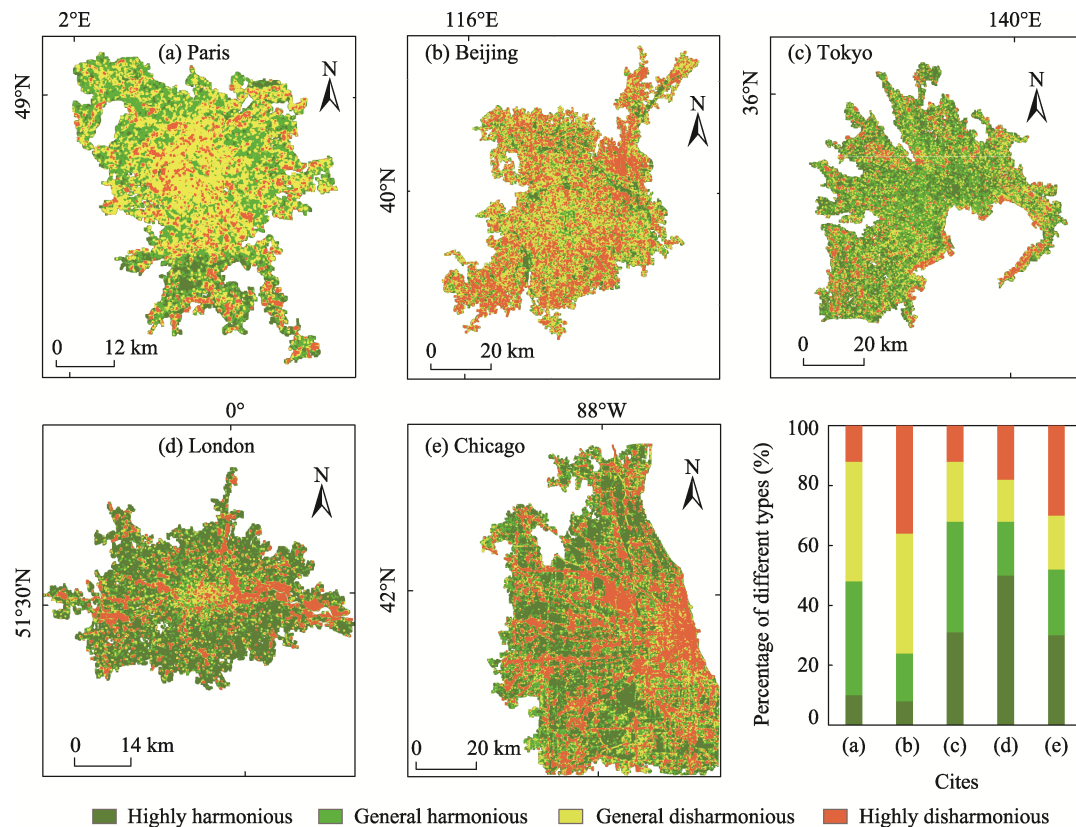 2°E
(a) Paris
N
49°N
0 12 km
116°E
(b) Beijing
N
40°N
0 20 km
140°E
(c) Tokyo
N
36°N
0 20 km
0°
(d) London
N
51°30'N
0 14 km
88°W
(e) Chicago
N
42°N
0 20 km
Percentage of different types (%)
100
80
60
40
20
0
(a) (b) (c) (d) (e)
Cites
Highly harmonious General harmonious General disharmonious Highly disharmonious